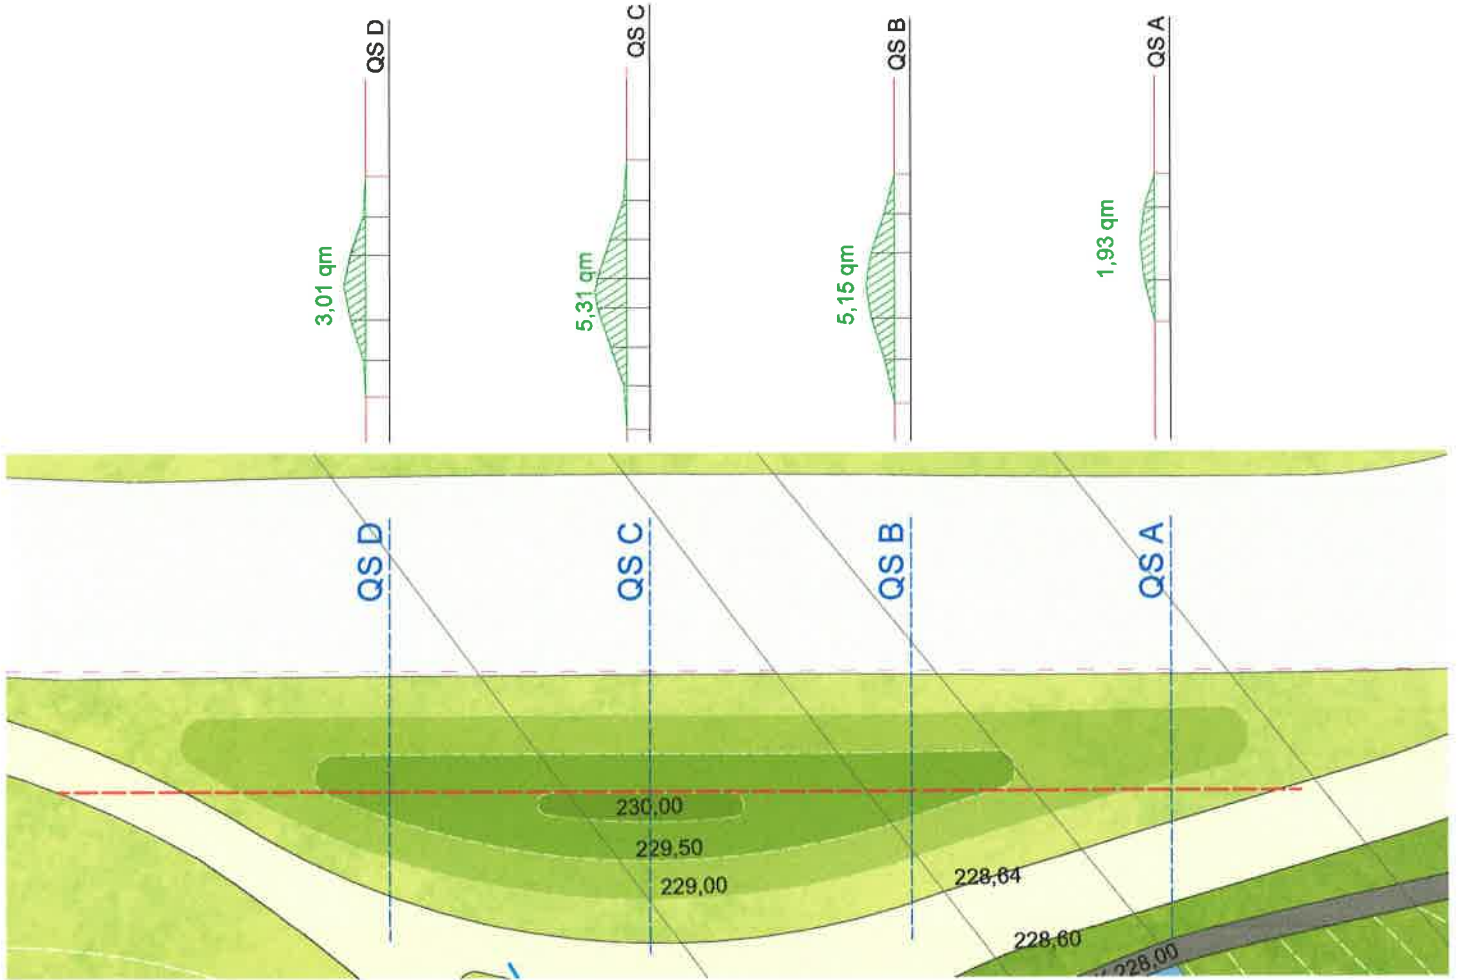 QS D
QS C
QS B
QS A
3,01 qm
5,31 qm
5,15 qm
1,93 qm
QS D
QS C
QS B
QS A
230,00
229,50
229,00
228,64
228,60
228,00